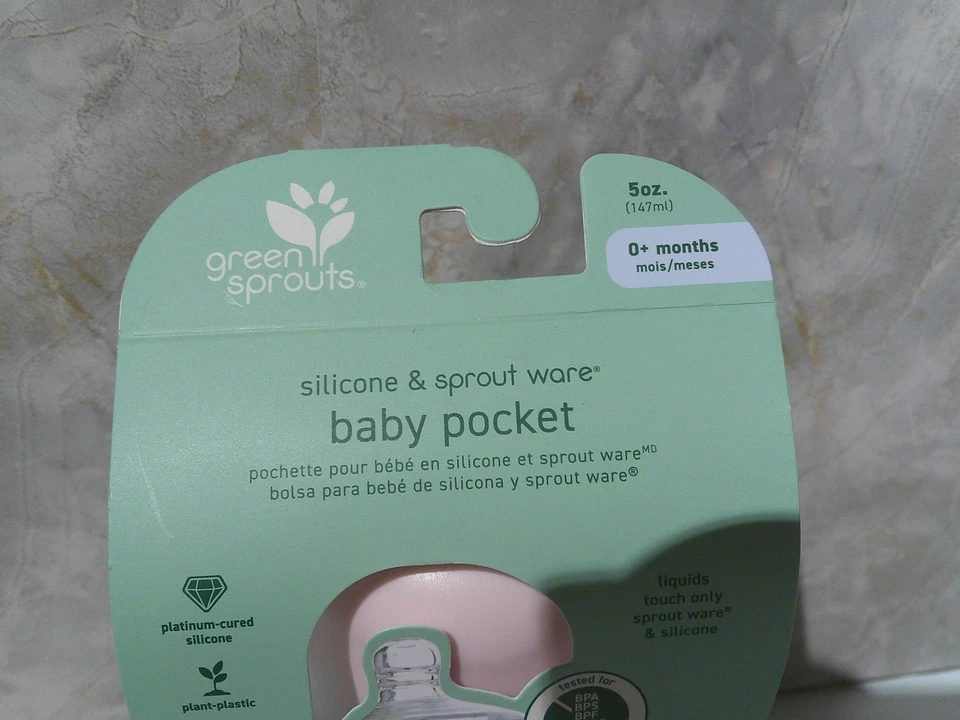 green
sprouts®
5oz.
(147ml)
0+ months
mois/meses
silicone & sprout ware®
baby pocket
pochette pour bébé en silicone et sprout wareMD
bolsa para bebé de silicona y sprout ware®
platinum-cured
silicone
plant-plastic
liquids
touch only
sprout ware®
& silicone
tested for
BPA
BPS
BPF